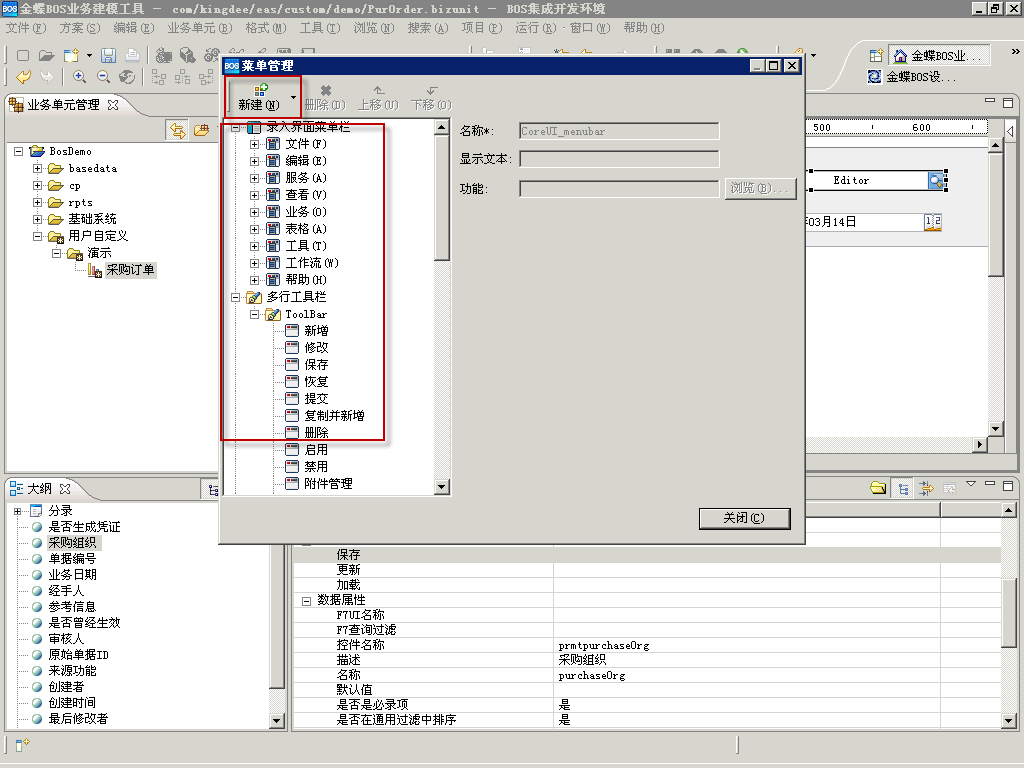 金蝶BOS业务建模工具 — com/kingdee/eas/custom/demo/PurOrder.bizunit — BOS集成开发环境
文件(F) 方案(S) 编辑(E) 业务单元(B) 格式(M) 工具(T) 浏览(N) 搜索(A) 项目(P) 运行(R) 窗口(W) 帮助(H)
金蝶BOS业...
金蝶BOS设...
业务单元管理
BosDemo
basedata
cp
rpts
基础系统
用户自定义
演示
采购订单
BOS 菜单管理
新建(N) 删除(D) 上移(U) 下移(O)
录入界面菜单栏
文件(F)
编辑(E)
服务(A)
查看(V)
业务(O)
表格(A)
工具(T)
工作流(W)
帮助(H)
多行工具栏
ToolBar
新增
修改
保存
恢复
提交
复制并新增
删除
启用
禁用
附件管理
名称*: CoreUI_menubar
显示文本:
功能: 浏览(B)...
关闭(C)
500 600
Editor
03月14日
大纲
分录
是否生成凭证
采购组织
单据编号
业务日期
经手人
参考信息
是否曾经生效
审核人
原始单据ID
来源功能
创建者
创建时间
最后修改者
保存
更新
加载
数据属性
F7UI名称
F7查询过滤
控件名称 prmtpurchaseOrg
描述 采购组织
名称 purchaseOrg
默认值
是否是必录项 是
是否在通用过滤中排序 是